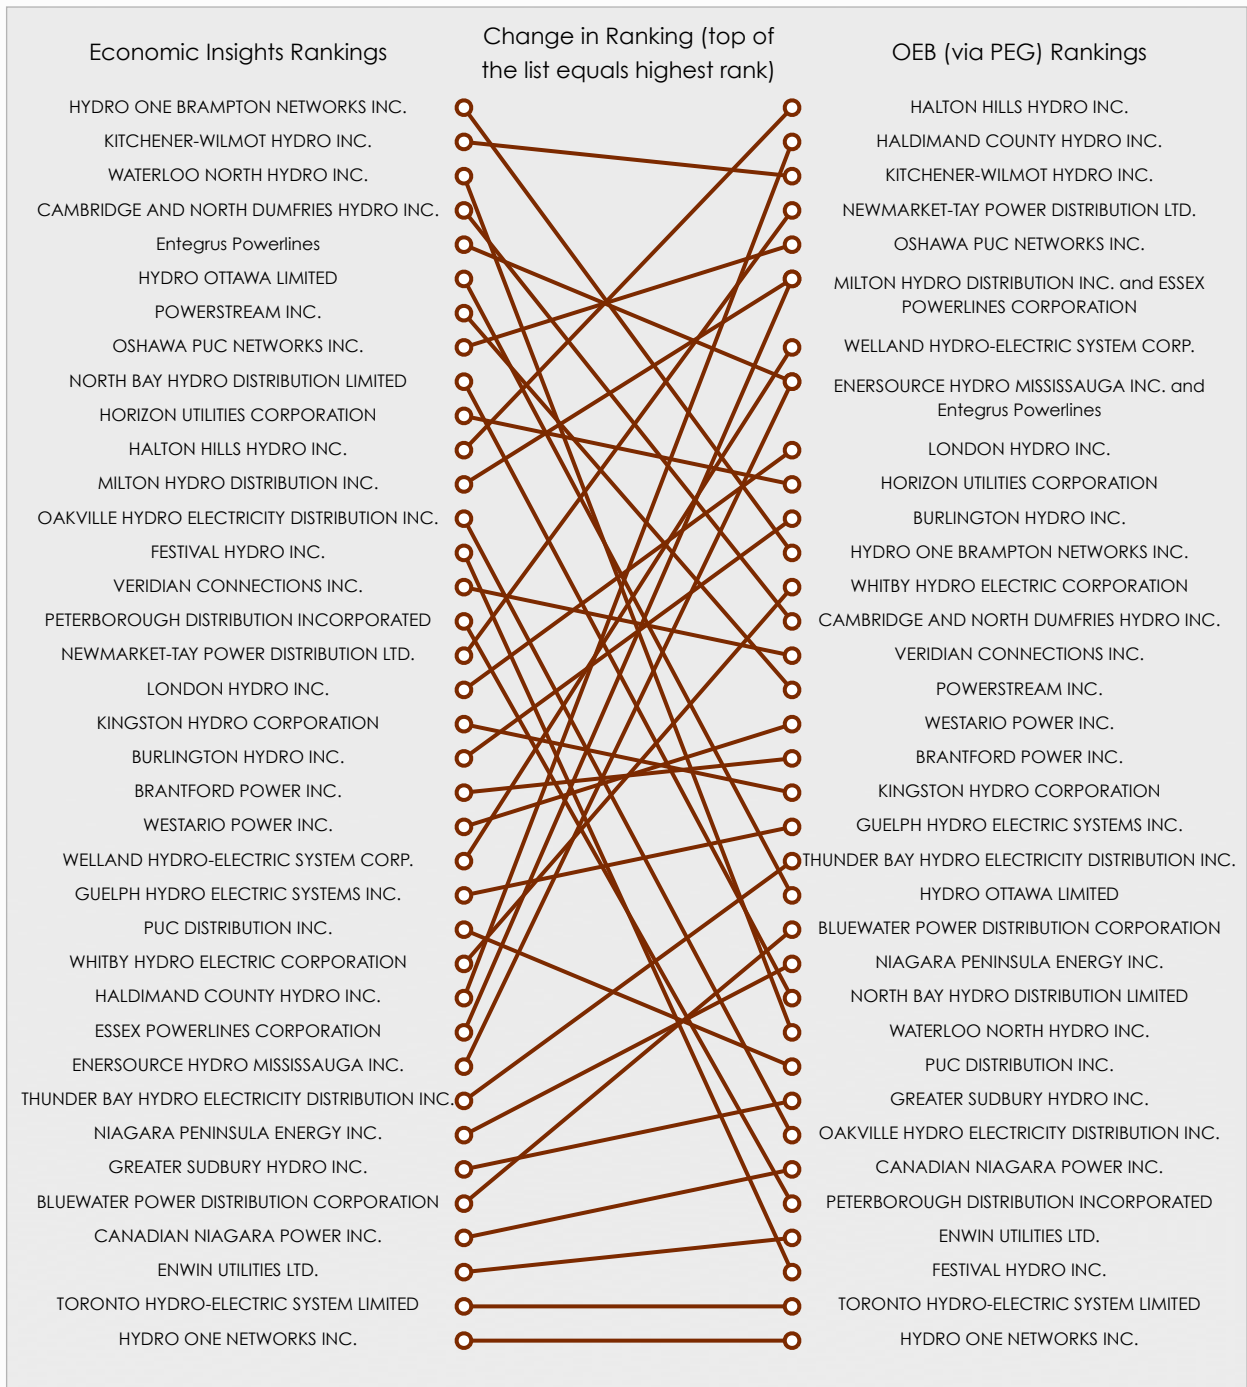 Economic Insights Rankings
Change in Ranking (top of
the list equals highest rank)
OEB (via PEG) Rankings
HYDRO ONE BRAMPTON NETWORKS INC.
KITCHENER-WILMOT HYDRO INC.
WATERLOO NORTH HYDRO INC.
CAMBRIDGE AND NORTH DUMFRIES HYDRO INC.
Entegrus Powerlines
HYDRO OTTAWA LIMITED
POWERSTREAM INC.
OSHAWA PUC NETWORKS INC.
NORTH BAY HYDRO DISTRIBUTION LIMITED
HORIZON UTILITIES CORPORATION
HALTON HILLS HYDRO INC.
MILTON HYDRO DISTRIBUTION INC.
OAKVILLE HYDRO ELECTRICITY DISTRIBUTION INC.
FESTIVAL HYDRO INC.
VERIDIAN CONNECTIONS INC.
PETERBOROUGH DISTRIBUTION INCORPORATED
NEWMARKET-TAY POWER DISTRIBUTION LTD.
LONDON HYDRO INC.
KINGSTON HYDRO CORPORATION
BURLINGTON HYDRO INC.
BRANTFORD POWER INC.
WESTARIO POWER INC.
WELLAND HYDRO-ELECTRIC SYSTEM CORP.
GUELPH HYDRO ELECTRIC SYSTEMS INC.
PUC DISTRIBUTION INC.
WHITBY HYDRO ELECTRIC CORPORATION
HALDIMAND COUNTY HYDRO INC.
ESSEX POWERLINES CORPORATION
ENERSOURCE HYDRO MISSISSAUGA INC.
THUNDER BAY HYDRO ELECTRICITY DISTRIBUTION INC.
NIAGARA PENINSULA ENERGY INC.
GREATER SUDBURY HYDRO INC.
BLUEWATER POWER DISTRIBUTION CORPORATION
CANADIAN NIAGARA POWER INC.
ENWIN UTILITIES LTD.
TORONTO HYDRO-ELECTRIC SYSTEM LIMITED
HYDRO ONE NETWORKS INC.
HALTON HILLS HYDRO INC.
HALDIMAND COUNTY HYDRO INC.
KITCHENER-WILMOT HYDRO INC.
NEWMARKET-TAY POWER DISTRIBUTION LTD.
OSHAWA PUC NETWORKS INC.
MILTON HYDRO DISTRIBUTION INC. and ESSEX
POWERLINES CORPORATION
WELLAND HYDRO-ELECTRIC SYSTEM CORP.
ENERSOURCE HYDRO MISSISSAUGA INC. and
Entegrus Powerlines
LONDON HYDRO INC.
HORIZON UTILITIES CORPORATION
BURLINGTON HYDRO INC.
HYDRO ONE BRAMPTON NETWORKS INC.
WHITBY HYDRO ELECTRIC CORPORATION
CAMBRIDGE AND NORTH DUMFRIES HYDRO INC.
VERIDIAN CONNECTIONS INC.
POWERSTREAM INC.
WESTARIO POWER INC.
BRANTFORD POWER INC.
KINGSTON HYDRO CORPORATION
GUELPH HYDRO ELECTRIC SYSTEMS INC.
THUNDER BAY HYDRO ELECTRICITY DISTRIBUTION INC.
HYDRO OTTAWA LIMITED
BLUEWATER POWER DISTRIBUTION CORPORATION
NIAGARA PENINSULA ENERGY INC.
NORTH BAY HYDRO DISTRIBUTION LIMITED
WATERLOO NORTH HYDRO INC.
PUC DISTRIBUTION INC.
GREATER SUDBURY HYDRO INC.
OAKVILLE HYDRO ELECTRICITY DISTRIBUTION INC.
CANADIAN NIAGARA POWER INC.
PETERBOROUGH DISTRIBUTION INCORPORATED
ENWIN UTILITIES LTD.
FESTIVAL HYDRO INC.
TORONTO HYDRO-ELECTRIC SYSTEM LIMITED
HYDRO ONE NETWORKS INC.